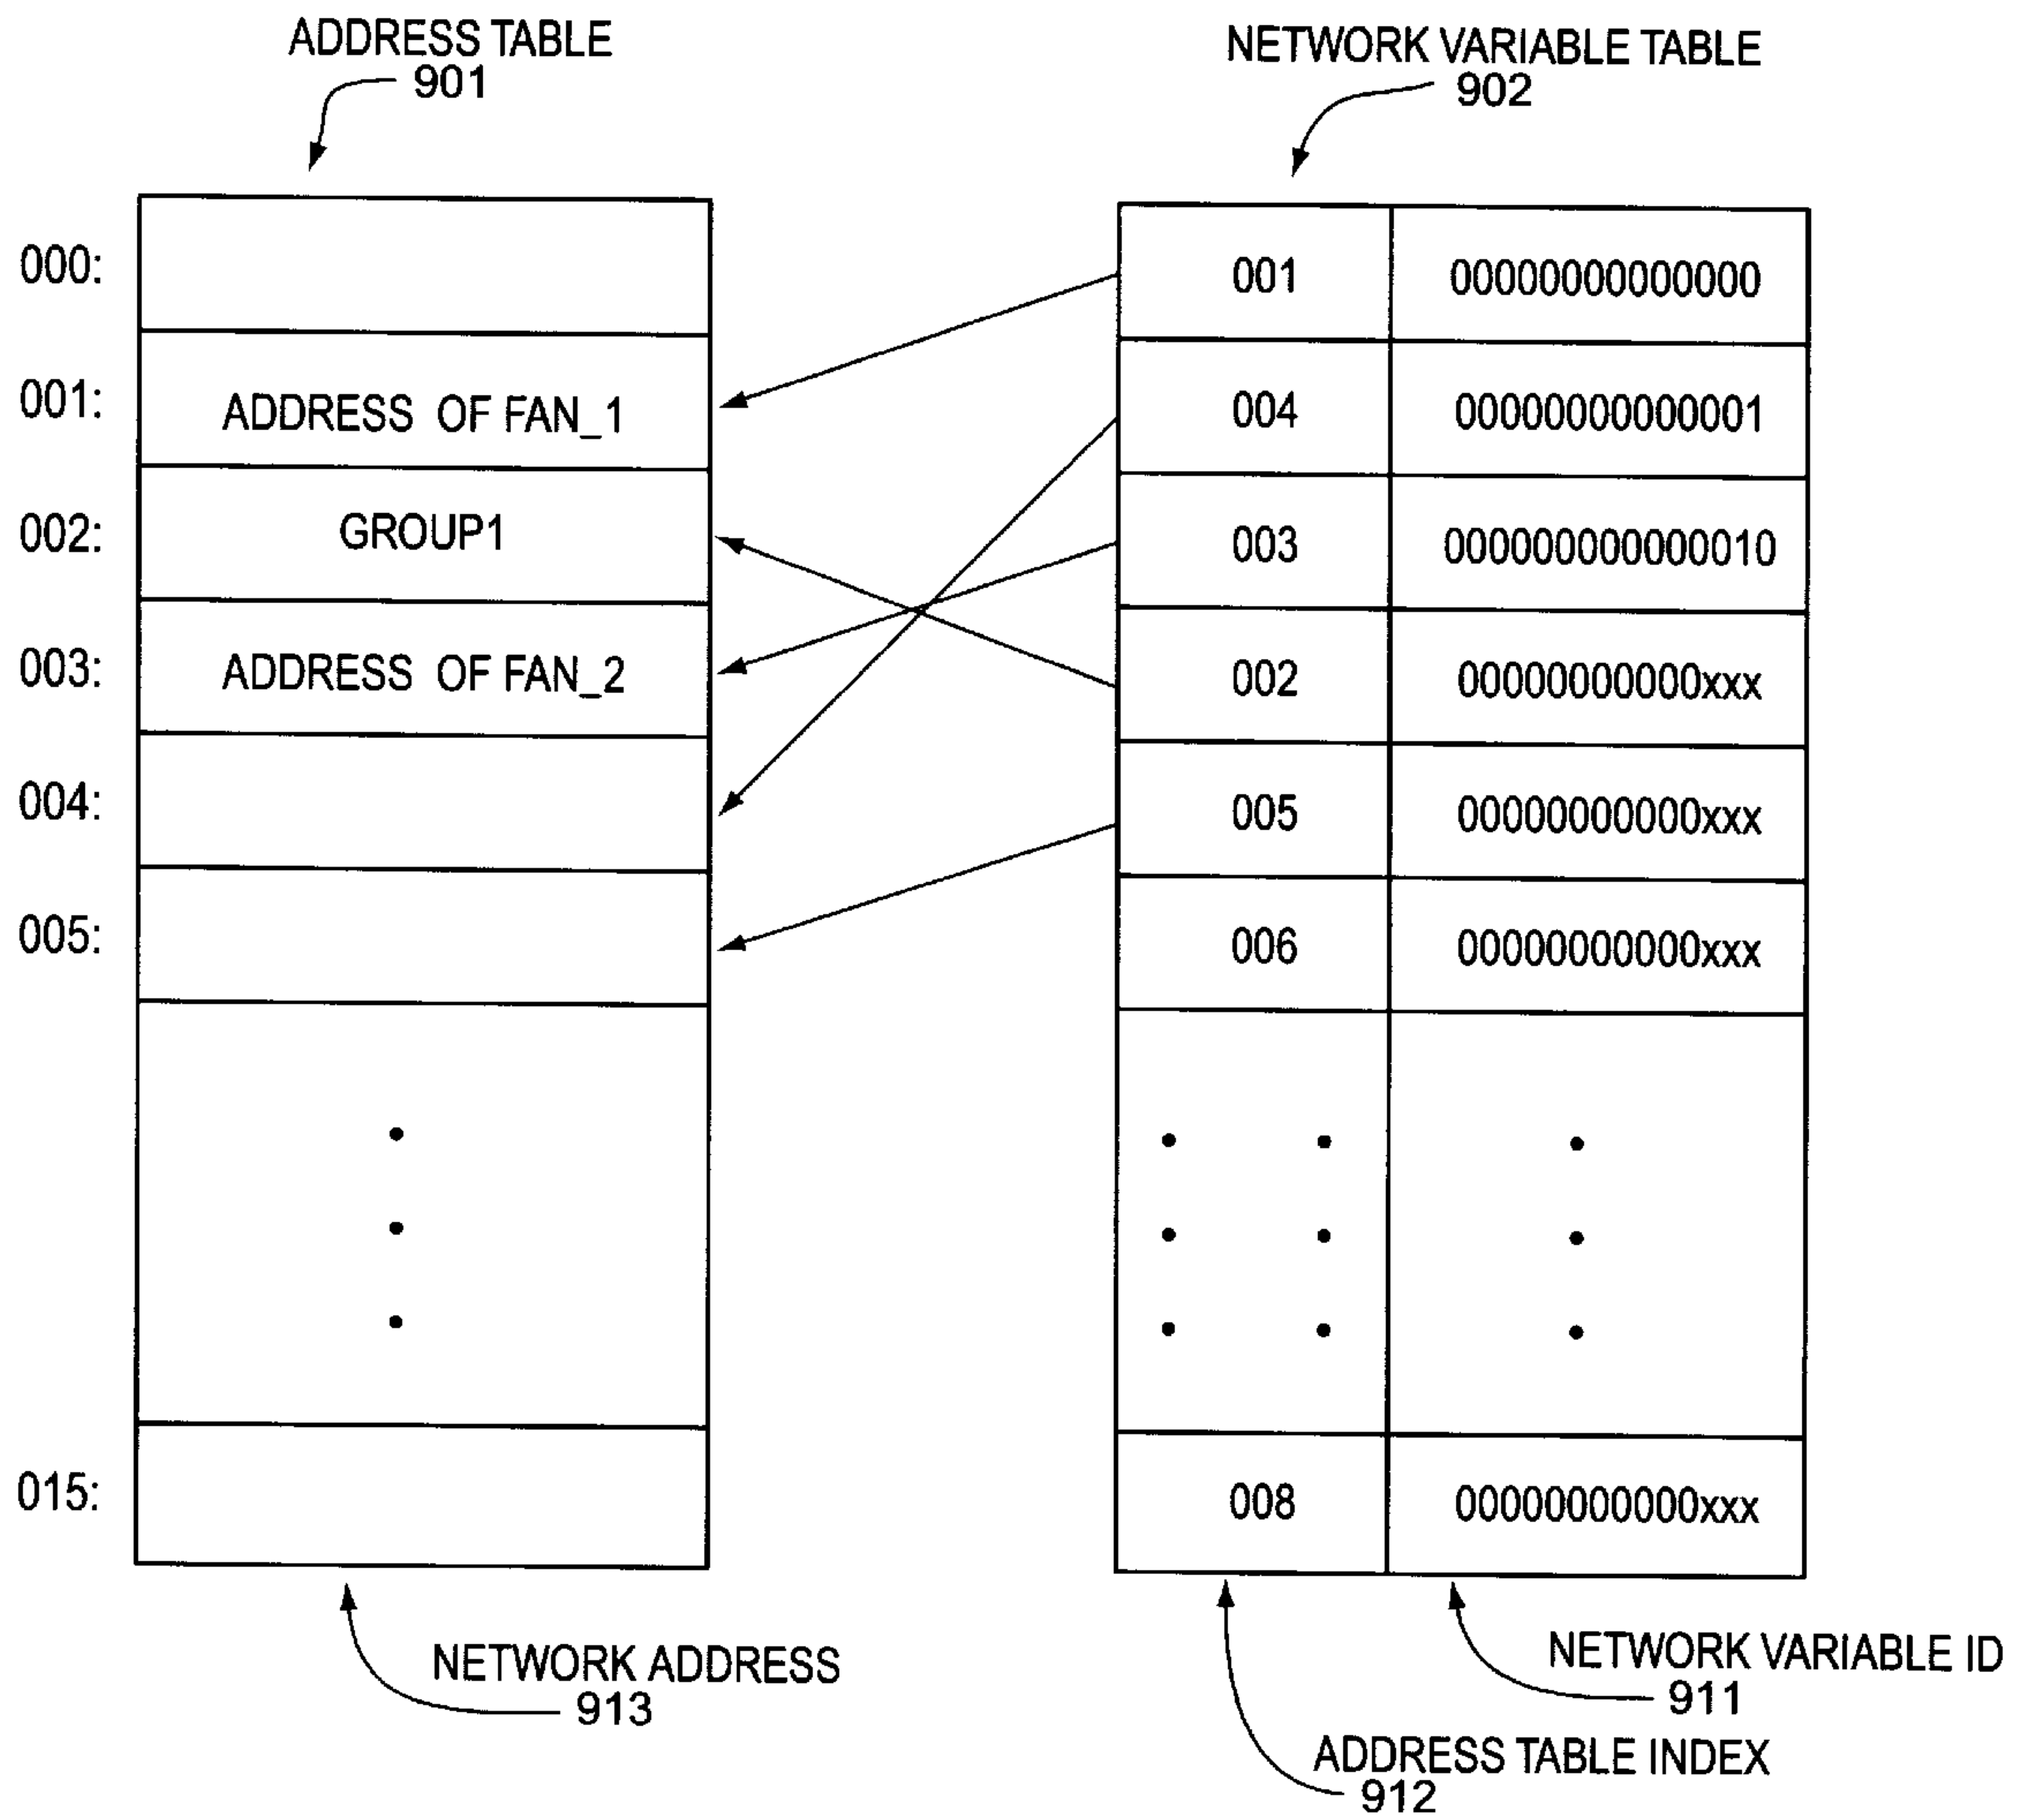 ADDRESS TABLE
901
NETWORK VARIABLE TABLE
902
000:
001:
ADDRESS OF FAN_1
002:
GROUP1
003:
ADDRESS OF FAN_2
004:
005:
015:
001 00000000000000
004 00000000000001
003 000000000000010
002 00000000000xxx
005 00000000000xxx
006 00000000000xxx
008 00000000000xxx
NETWORK ADDRESS
913
NETWORK VARIABLE ID
911
ADDRESS TABLE INDEX
912